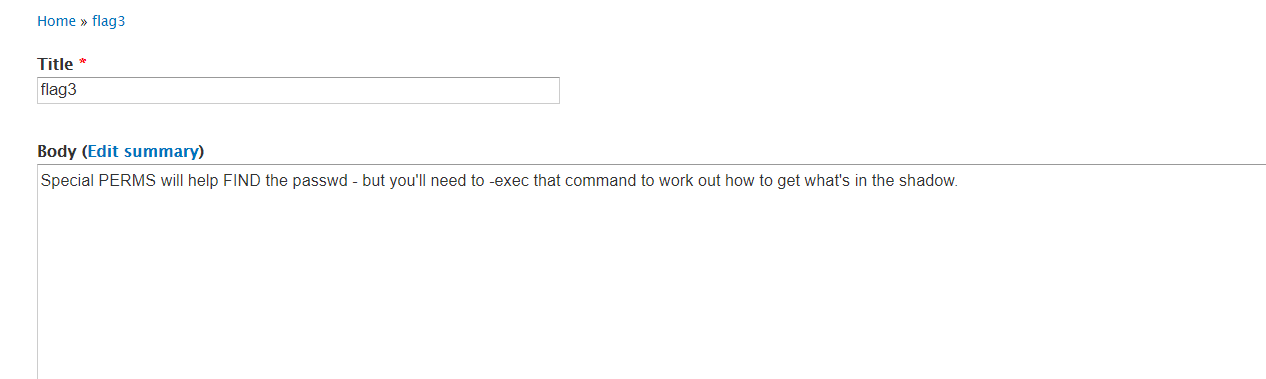 Home » flag3
Title *
flag3
Body (Edit summary)
Special PERMS will help FIND the passwd - but you'll need to -exec that command to work out how to get what's in the shadow.